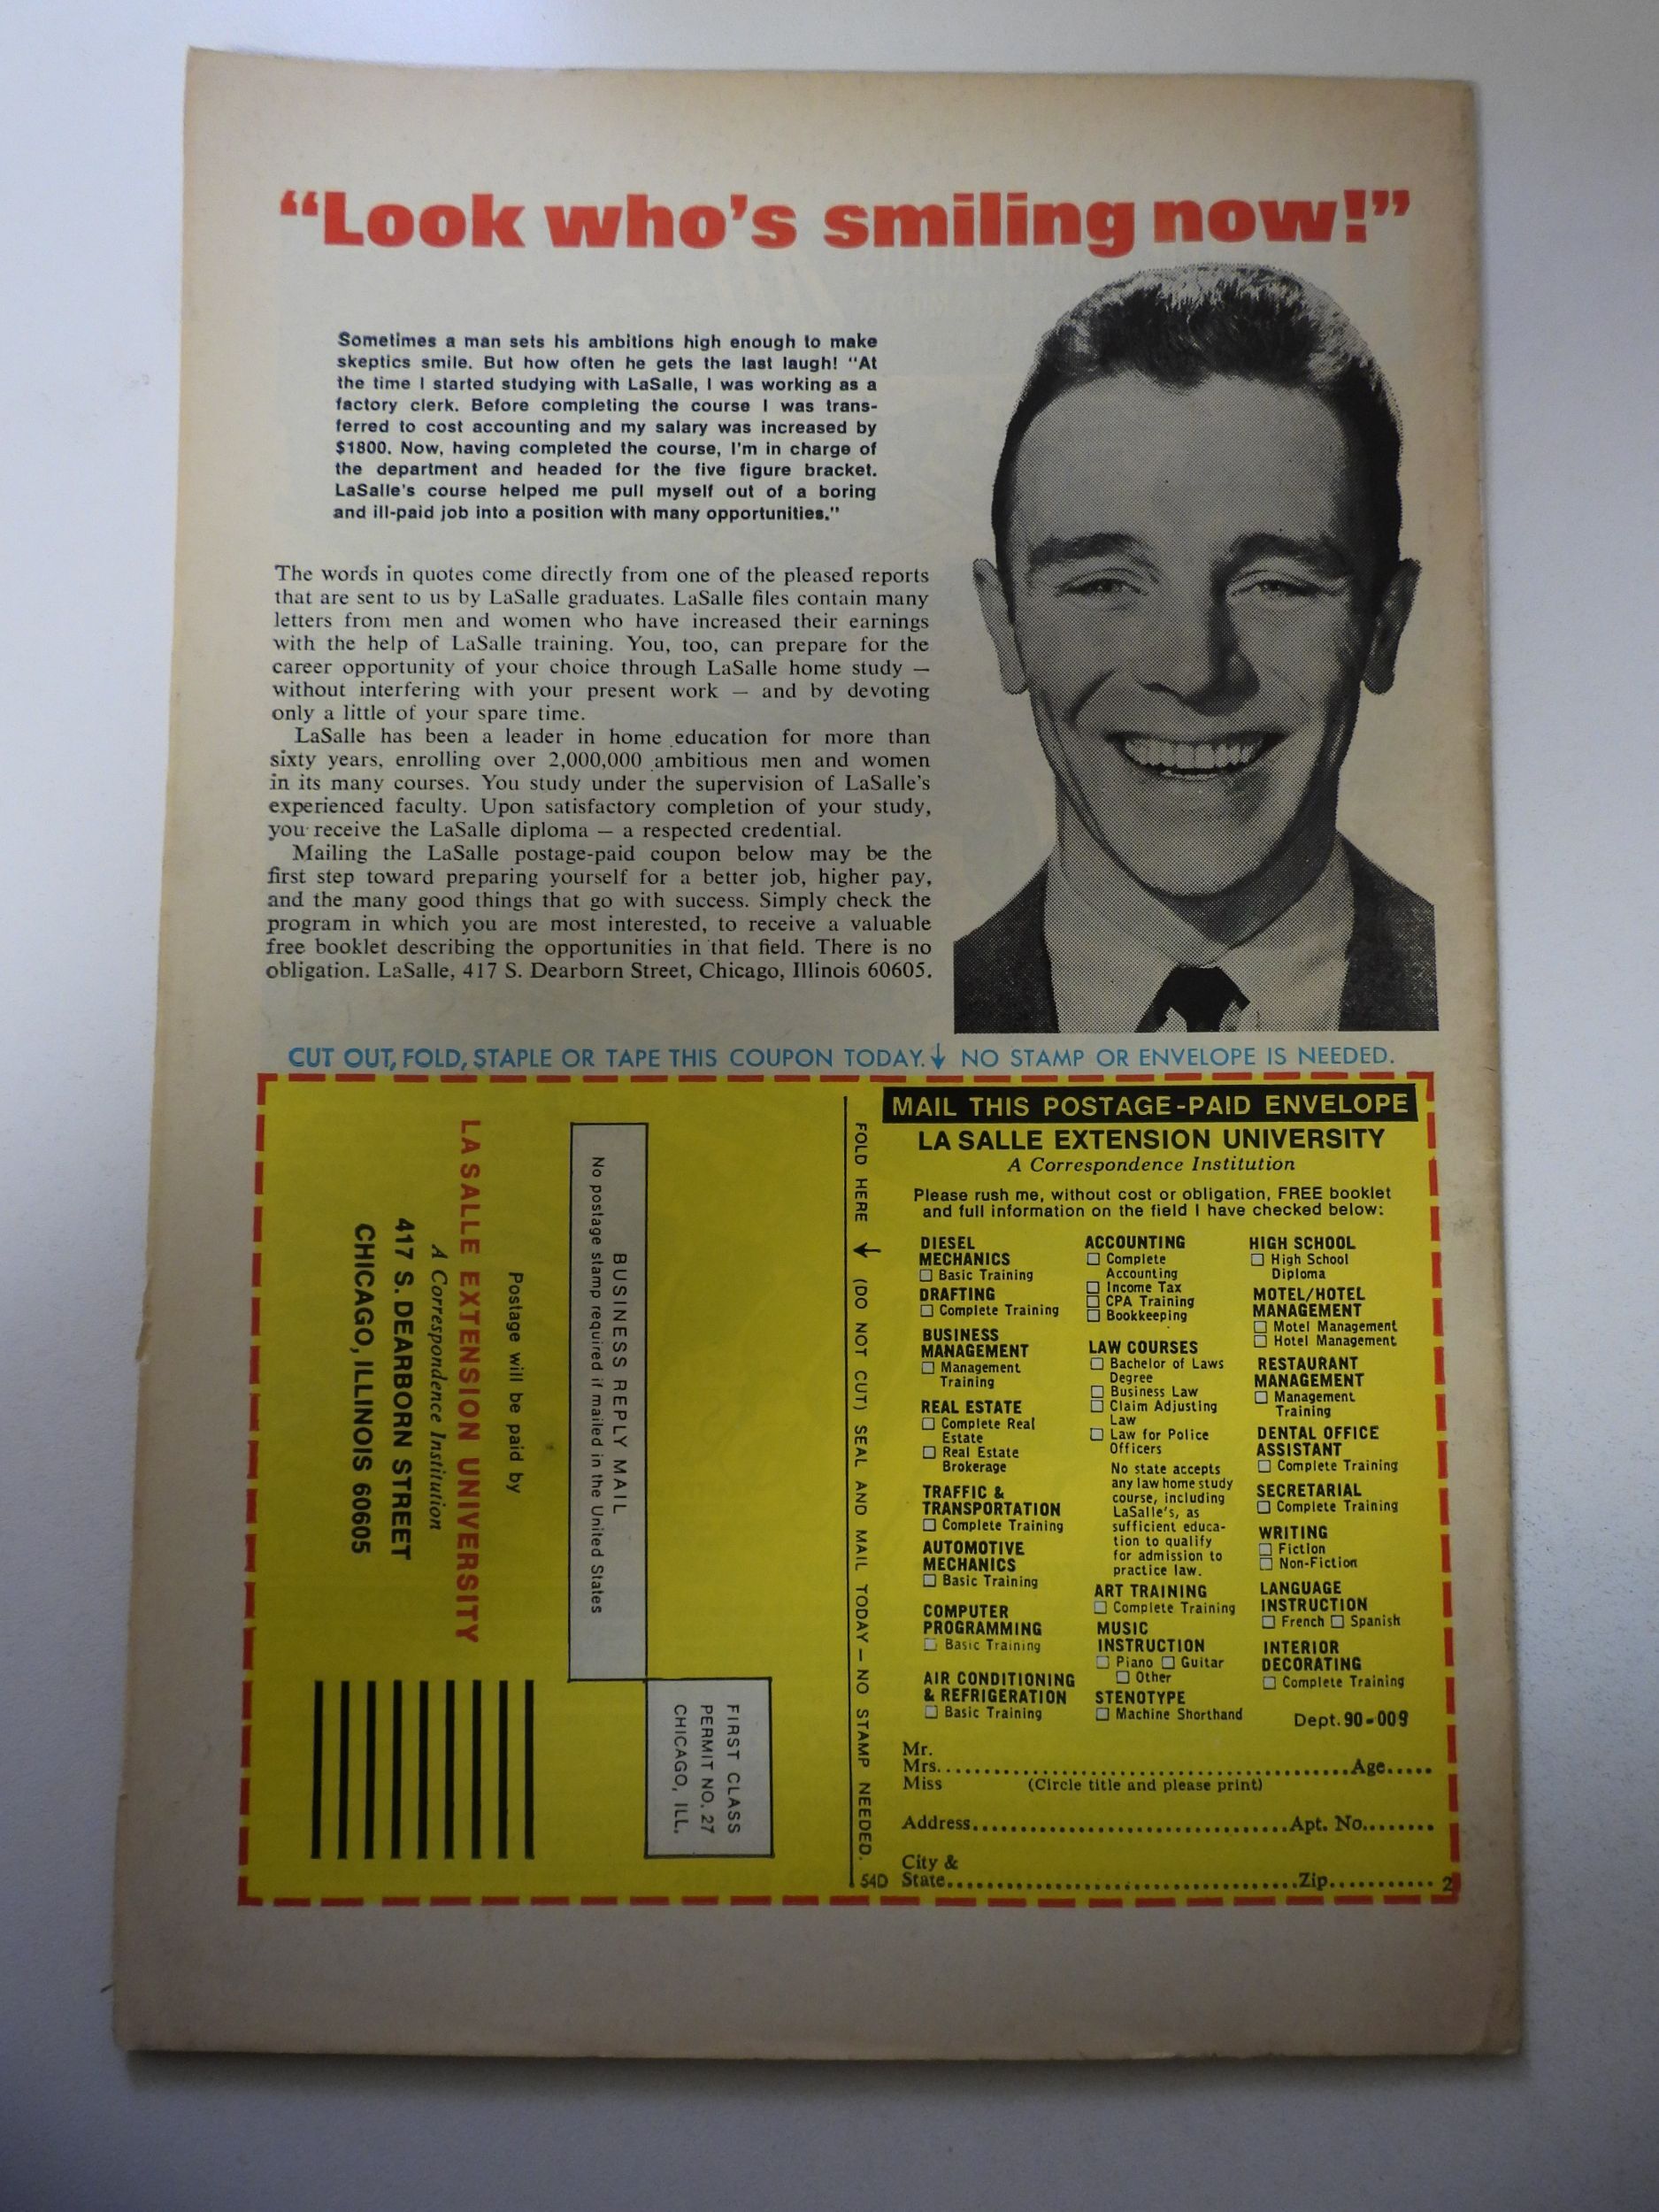 “Look who’s smiling now!”
Sometimes a man sets his ambitions high enough to make
skeptics smile. But how often he gets the last laugh! “At
the time I started studying with LaSalle, I was working as a
factory clerk. Before completing the course I was trans-
ferred to cost accounting and my salary was increased by
$1800. Now, having completed the course, I’m in charge of
the department and headed for the five figure bracket.
LaSalle’s course helped me pull myself out of a boring
and ill-paid job into a position with many opportunities.”
The words in quotes come directly from one of the pleased reports
that are sent to us by LaSalle graduates. LaSalle files contain many
letters from men and women who have increased their earnings
with the help of LaSalle training. You, too, can prepare for the
career opportunity of your choice through LaSalle home study —
without interfering with your present work — and by devoting
only a little of your spare time.
LaSalle has been a leader in home education for more than
sixty years, enrolling over 2,000,000 ambitious men and women
in its many courses. You study under the supervision of LaSalle’s
experienced faculty. Upon satisfactory completion of your study,
you receive the LaSalle diploma — a respected credential.
Mailing the LaSalle postage-paid coupon below may be the
first step toward preparing yourself for a better job, higher pay,
and the many good things that go with success. Simply check the
program in which you are most interested, to receive a valuable
free booklet describing the opportunities in that field. There is no
obligation. LaSalle, 417 S. Dearborn Street, Chicago, Illinois 60605.
CUT OUT, FOLD, STAPLE OR TAPE THIS COUPON TODAY.↓ NO STAMP OR ENVELOPE IS NEEDED.
FIRST CLASS
PERMIT NO. 27
CHICAGO, ILL.
BUSINESS REPLY MAIL
No postage stamp required if mailed in the United States
Postage will be paid by
LA SALLE EXTENSION UNIVERSITY
A Correspondence Institution
417 S. DEARBORN STREET
CHICAGO, ILLINOIS 60605
FOLD HERE ← (DO NOT CUT) SEAL AND MAIL TODAY — NO STAMP NEEDED.
54D
MAIL THIS POSTAGE-PAID ENVELOPE
LA SALLE EXTENSION UNIVERSITY
A Correspondence Institution
Please rush me, without cost or obligation, FREE booklet
and full information on the field I have checked below:
DIESEL
MECHANICS
☐ Basic Training
DRAFTING
☐ Complete Training
BUSINESS
MANAGEMENT
☐ Management
Training
REAL ESTATE
☐ Complete Real
Estate
☐ Real Estate
Brokerage
TRAFFIC &
TRANSPORTATION
☐ Complete Training
AUTOMOTIVE
MECHANICS
☐ Basic Training
COMPUTER
PROGRAMMING
☐ Basic Training
AIR CONDITIONING
& REFRIGERATION
☐ Basic Training
ACCOUNTING
☐ Complete
Accounting
☐ Income Tax
☐ CPA Training
☐ Bookkeeping
LAW COURSES
☐ Bachelor of Laws
Degree
☐ Business Law
☐ Claim Adjusting
Law
☐ Law for Police
Officers
No state accepts
any law home study
course, including
LaSalle’s, as
sufficient educa-
tion to qualify
for admission to
practice law.
ART TRAINING
☐ Complete Training
MUSIC
INSTRUCTION
☐ Piano ☐ Guitar
☐ Other
STENOTYPE
☐ Machine Shorthand
HIGH SCHOOL
☐ High School
Diploma
MOTEL/HOTEL
MANAGEMENT
☐ Motel Management
☐ Hotel Management
RESTAURANT
MANAGEMENT
☐ Management
Training
DENTAL OFFICE
ASSISTANT
☐ Complete Training
SECRETARIAL
☐ Complete Training
WRITING
☐ Fiction
☐ Non-Fiction
LANGUAGE
INSTRUCTION
☐ French ☐ Spanish
INTERIOR
DECORATING
☐ Complete Training
Dept. 90-009
Mr.
Mrs. Age
Miss (Circle title and please print)
Address Apt. No.
City &
State Zip 2